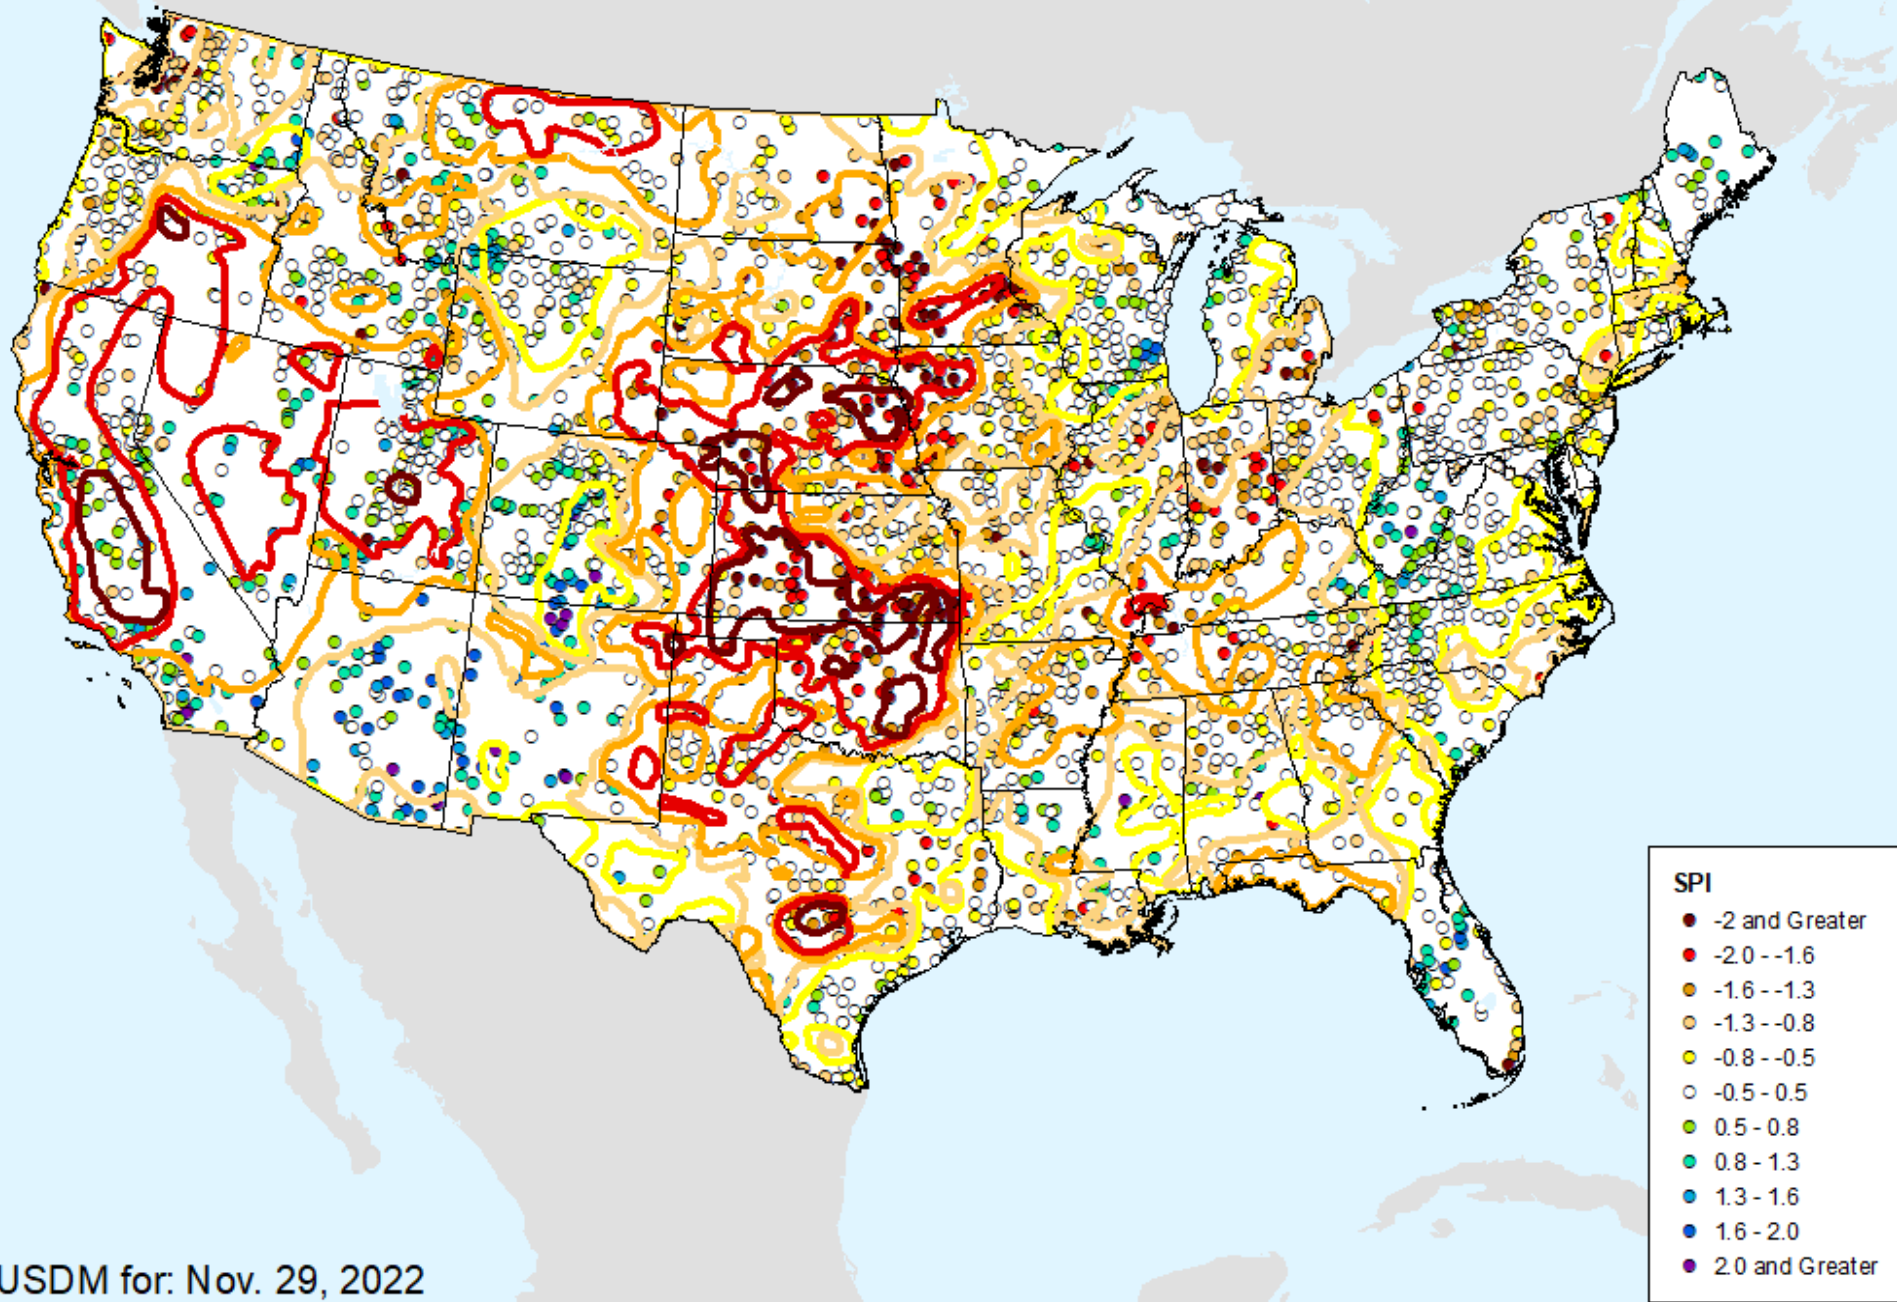 SPI
-2 and Greater
-2.0 - -1.6
-1.6 - -1.3
-1.3 - -0.8
-0.8 - -0.5
-0.5 - 0.5
0.5 - 0.8
0.8 - 1.3
1.3 - 1.6
1.6 - 2.0
2.0 and Greater
USDM for: Nov. 29, 2022